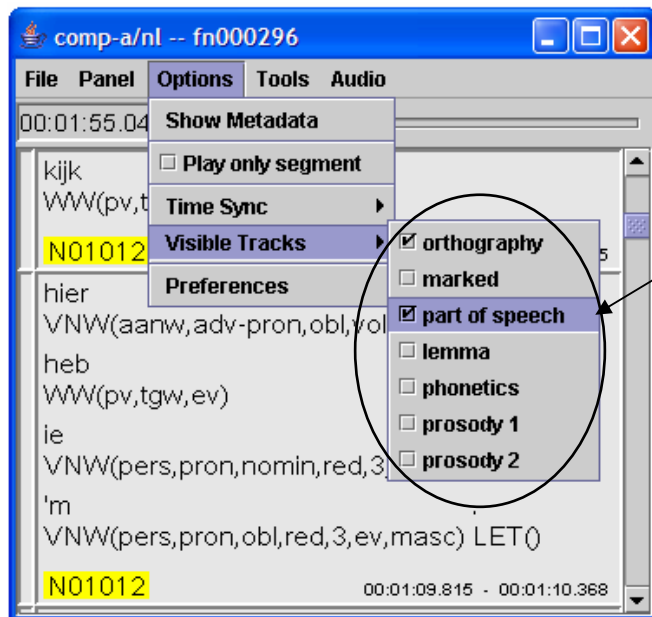 comp-a/nl -- fn000296
File Panel Options Tools Audio
00:01:55.04
Show Metadata
Play only segment
Time Sync
Visible Tracks
Preferences
orthography
marked
part of speech
lemma
phonetics
prosody 1
prosody 2
kijk
WW(pv,t
N01012 5
hier
VNW(aanw,adv-pron,obl,vol
heb
WW(pv,tgw,ev)
ie
VNW(pers,pron,nomin,red,3,
'm
VNW(pers,pron,obl,red,3,ev,masc) LET()
N01012 00:01:09.815 - 00:01:10.368